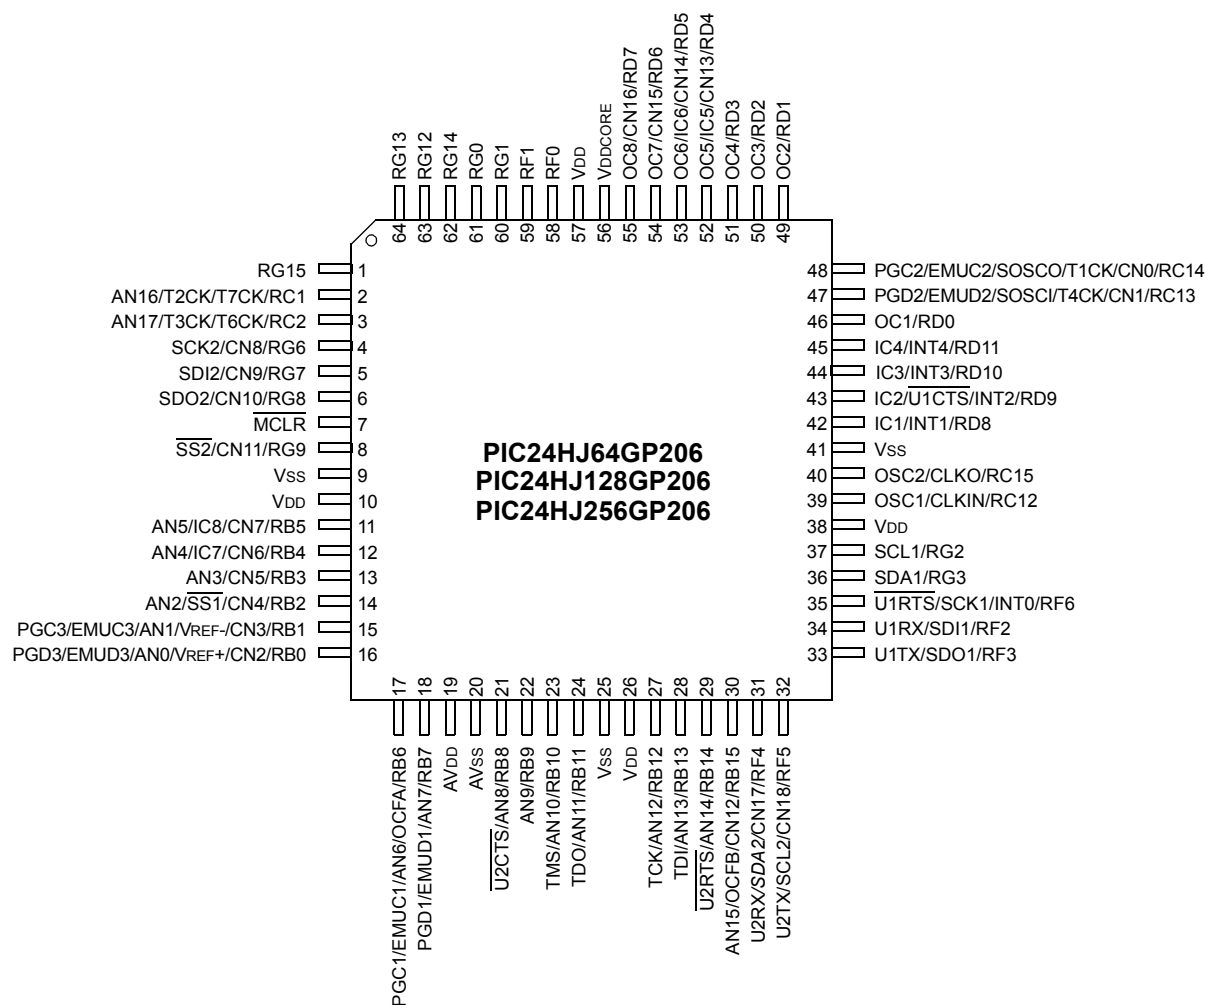 RG13
RG12
RG14
RG0
RG1
RF1
RF0
VDD
VDDCORE
OC8/CN16/RD7
OC7/CN15/RD6
OC6/IC6/CN14/RD5
OC5/IC5/CN13/RD4
OC4/RD3
OC3/RD2
OC2/RD1
64
63
62
61
60
59
58
57
56
55
54
53
52
51
50
49
RG15 1
AN16/T2CK/T7CK/RC1 2
AN17/T3CK/T6CK/RC2 3
SCK2/CN8/RG6 4
SDI2/CN9/RG7 5
SDO2/CN10/RG8 6
MCLR 7
SS2/CN11/RG9 8
VSS 9
VDD 10
AN5/IC8/CN7/RB5 11
AN4/IC7/CN6/RB4 12
AN3/CN5/RB3 13
AN2/SS1/CN4/RB2 14
PGC3/EMUC3/AN1/VREF-/CN3/RB1 15
PGD3/EMUD3/AN0/VREF+/CN2/RB0 16
PIC24HJ64GP206
PIC24HJ128GP206
PIC24HJ256GP206
48 PGC2/EMUC2/SOSCO/T1CK/CN0/RC14
47 PGD2/EMUD2/SOSCI/T4CK/CN1/RC13
46 OC1/RD0
45 IC4/INT4/RD11
44 IC3/INT3/RD10
43 IC2/U1CTS/INT2/RD9
42 IC1/INT1/RD8
41 VSS
40 OSC2/CLKO/RC15
39 OSC1/CLKIN/RC12
38 VDD
37 SCL1/RG2
36 SDA1/RG3
35 U1RTS/SCK1/INT0/RF6
34 U1RX/SDI1/RF2
33 U1TX/SDO1/RF3
17
18
19
20
21
22
23
24
25
26
27
28
29
30
31
32
PGC1/EMUC1/AN6/OCFA/RB6
PGD1/EMUD1/AN7/RB7
AVDD
AVSS
U2CTS/AN8/RB8
AN9/RB9
TMS/AN10/RB10
TDO/AN11/RB11
VSS
VDD
TCK/AN12/RB12
TDI/AN13/RB13
U2RTS/AN14/RB14
AN15/OCFB/CN12/RB15
U2RX/SDA2/CN17/RF4
U2TX/SCL2/CN18/RF5